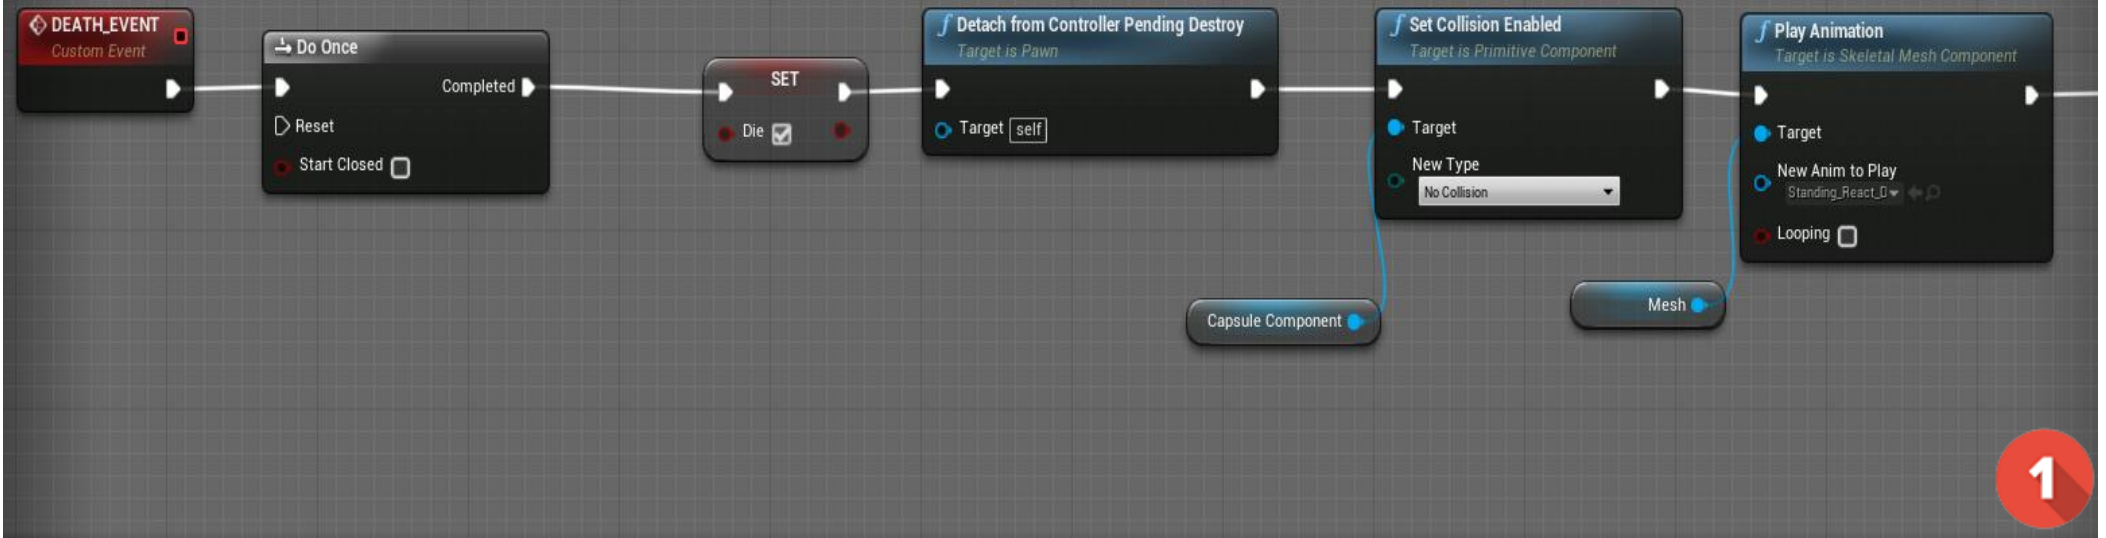 DEATH_EVENT
Custom Event
Do Once
Completed
Reset
Start Closed
SET
Die
Detach from Controller Pending Destroy
Target is Pawn
Target self
Set Collision Enabled
Target is Primitive Component
Target
New Type
No Collision
Capsule Component
Play Animation
Target is Skeletal Mesh Component
Target
New Anim to Play
Standing_React_D
Looping
Mesh
1